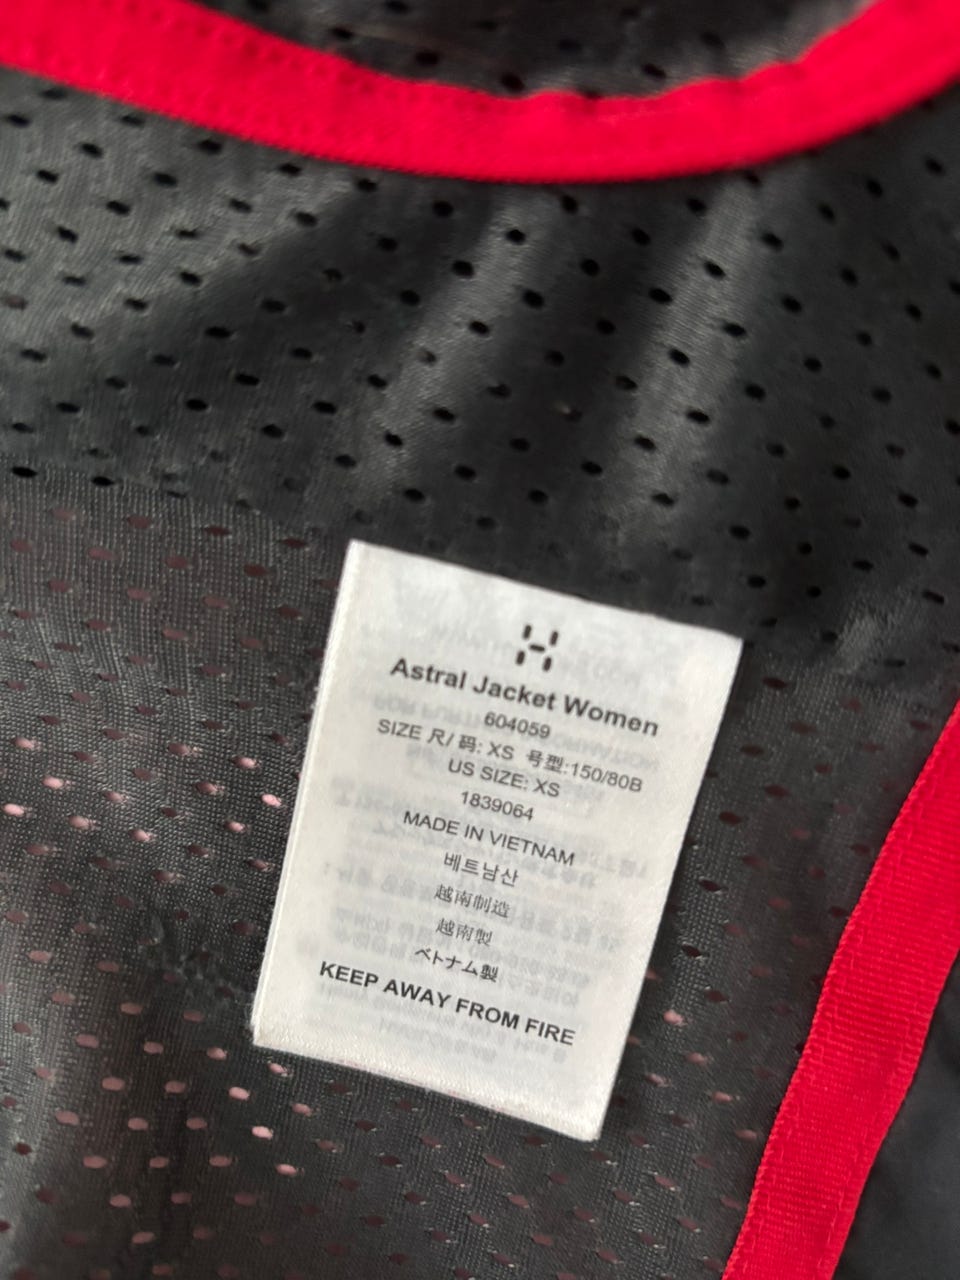 Astral Jacket Women
604059
SIZE 尺/ 码: XS 号型:150/80B
US SIZE: XS
1839064
MADE IN VIETNAM
베트남산
越南制造
越南製
ベトナム製
KEEP AWAY FROM FIRE